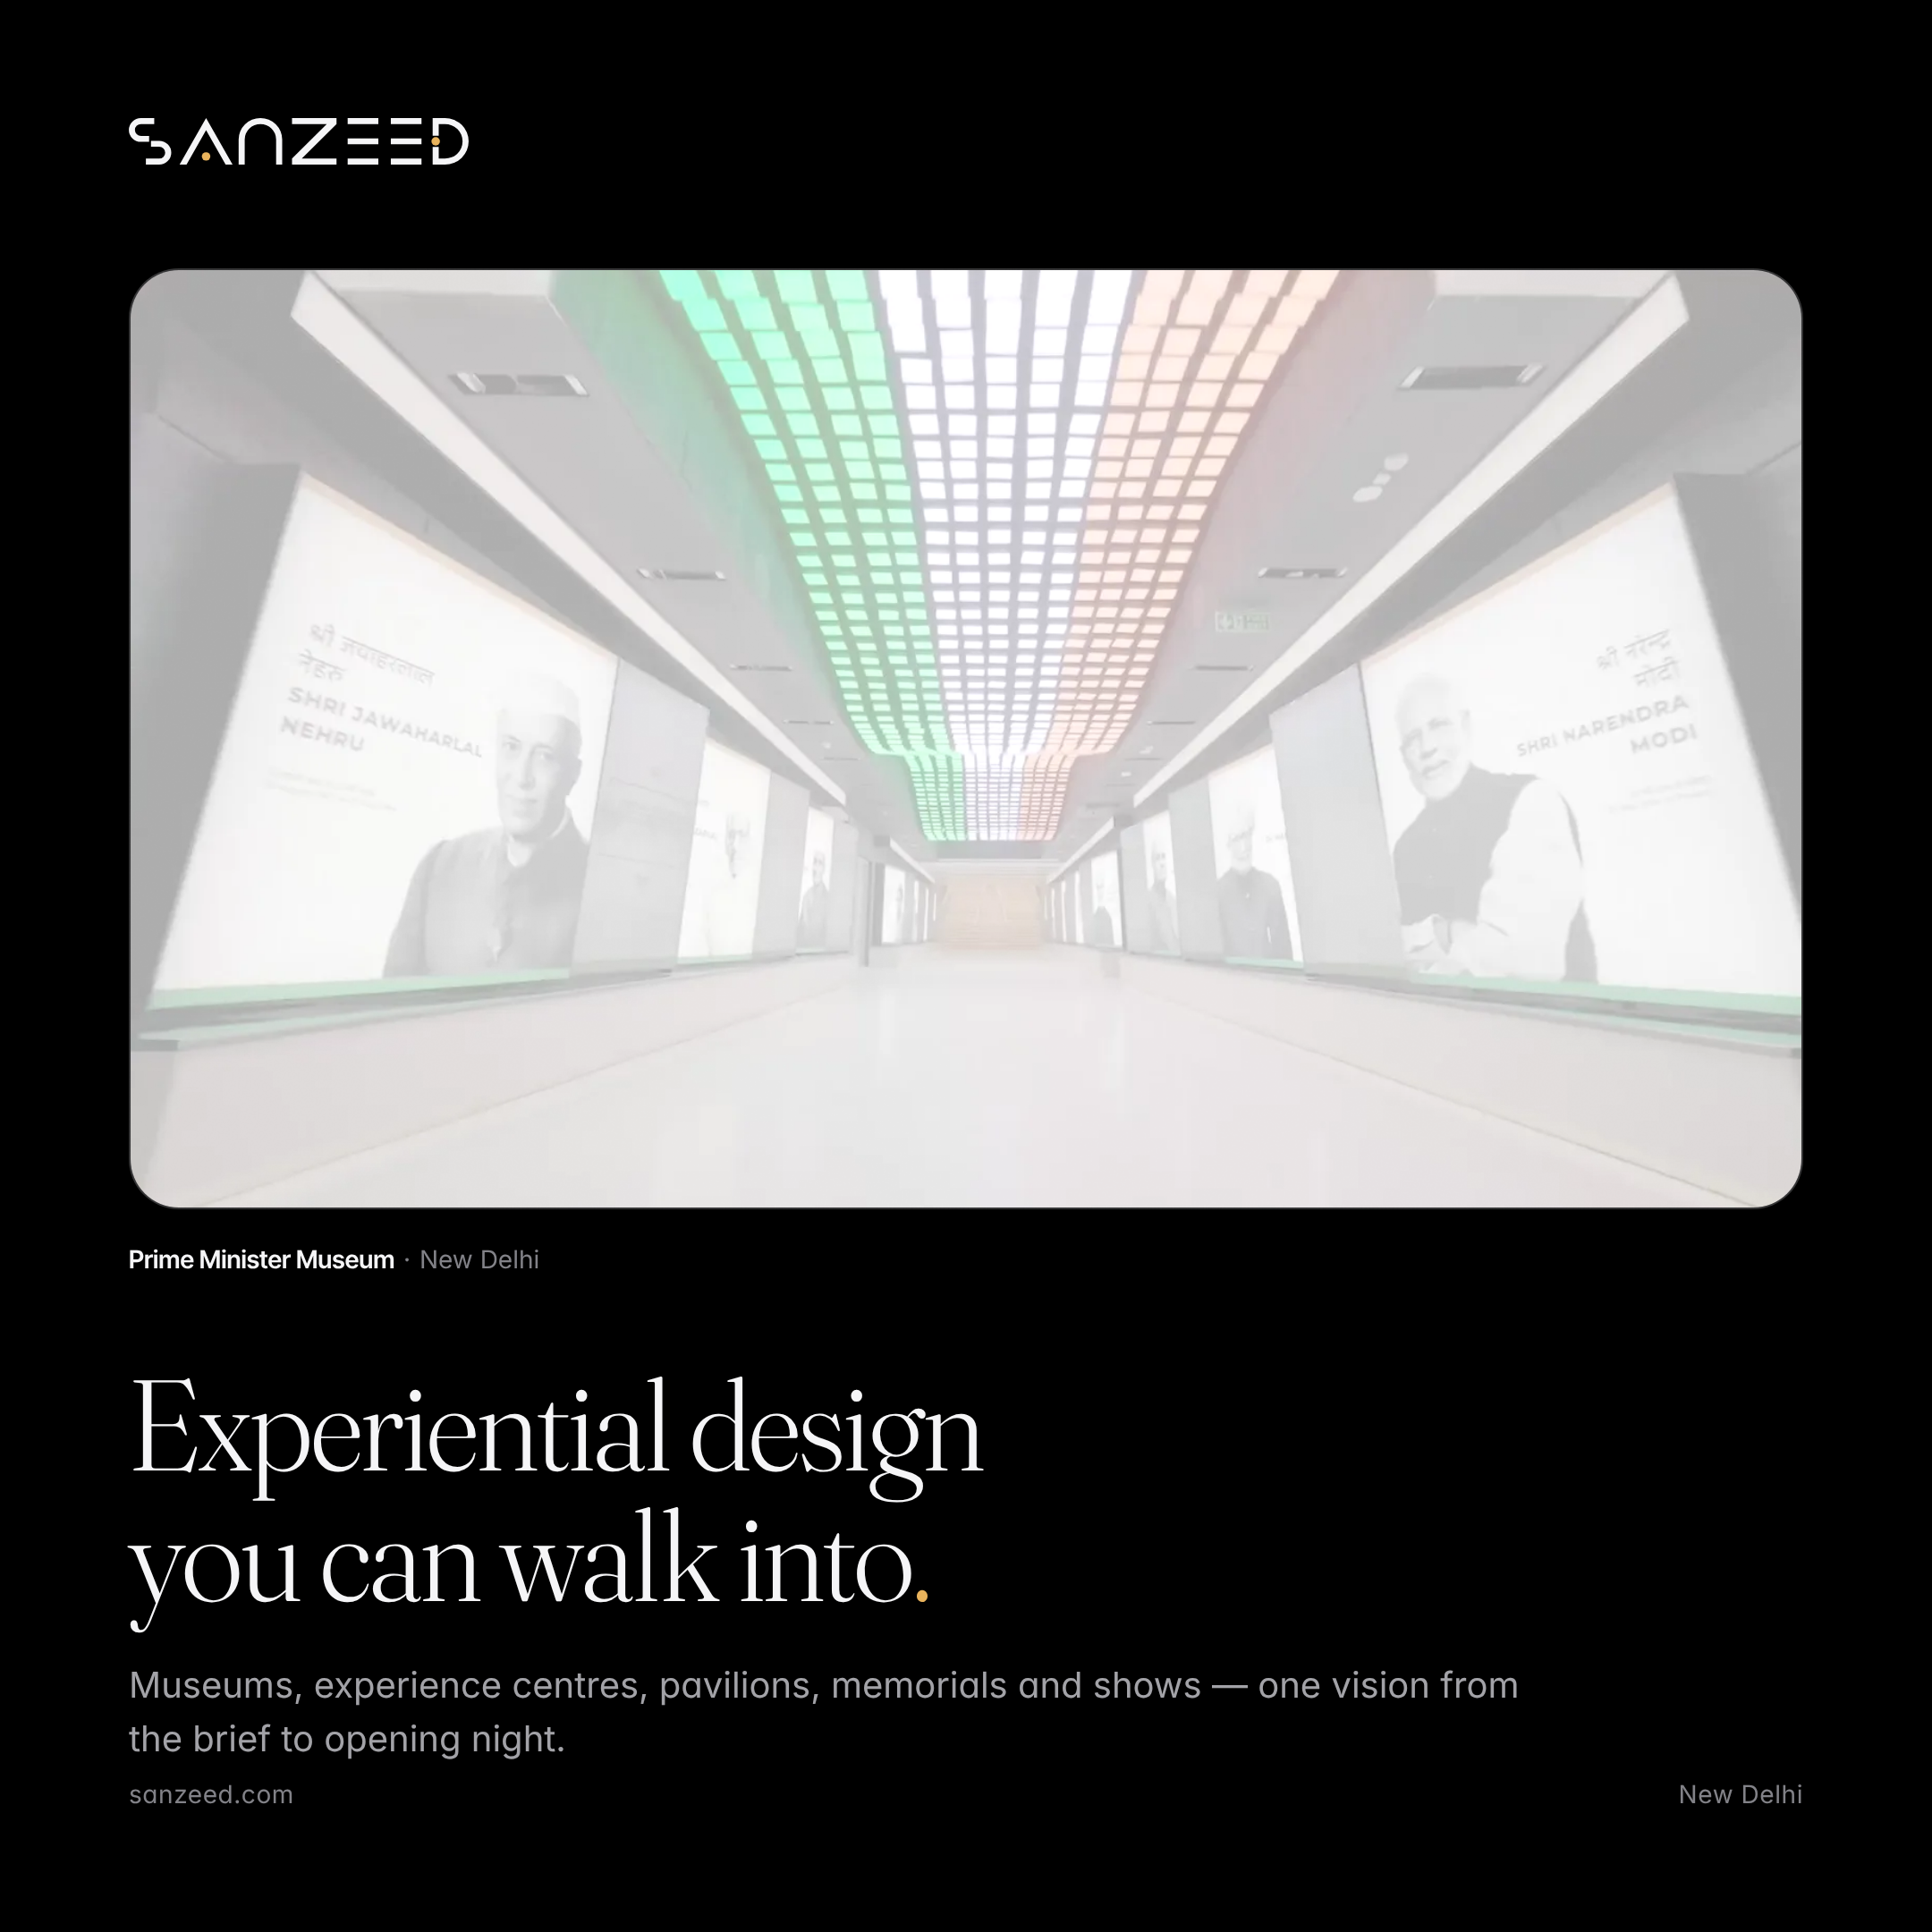 SANZEED
श्री जवाहरलाल
नेहरु
SHRI JAWAHARLAL
NEHRU
श्री नरेन्द्र
मोदी
SHRI NARENDRA
MODI
Prime Minister Museum · New Delhi
Experiential design
you can walk into.
Museums, experience centres, pavilions, memorials and shows — one vision from
the brief to opening night.
sanzeed.com
New Delhi